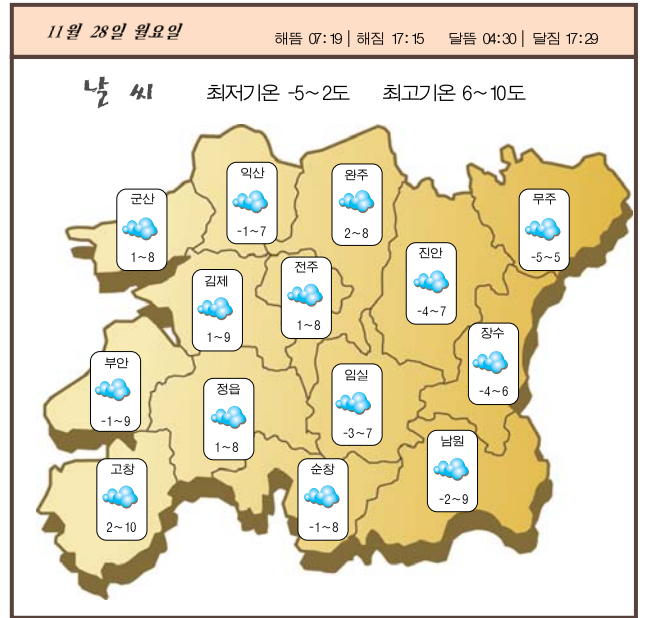 11월 28일 월요일
해뜸 07:19 | 해짐 17:15 달뜸 04:30 | 달짐 17:29
날 씨 최저기온 -5~2도 최고기온 6~10도
익산
-1~7
완주
2~8
군산
1~8
무주
-5~5
진안
-4~7
전주
1~8
김제
1~9
장수
-4~6
부안
-1~9
임실
-3~7
정읍
1~8
남원
-2~9
고창
2~10
순창
-1~8